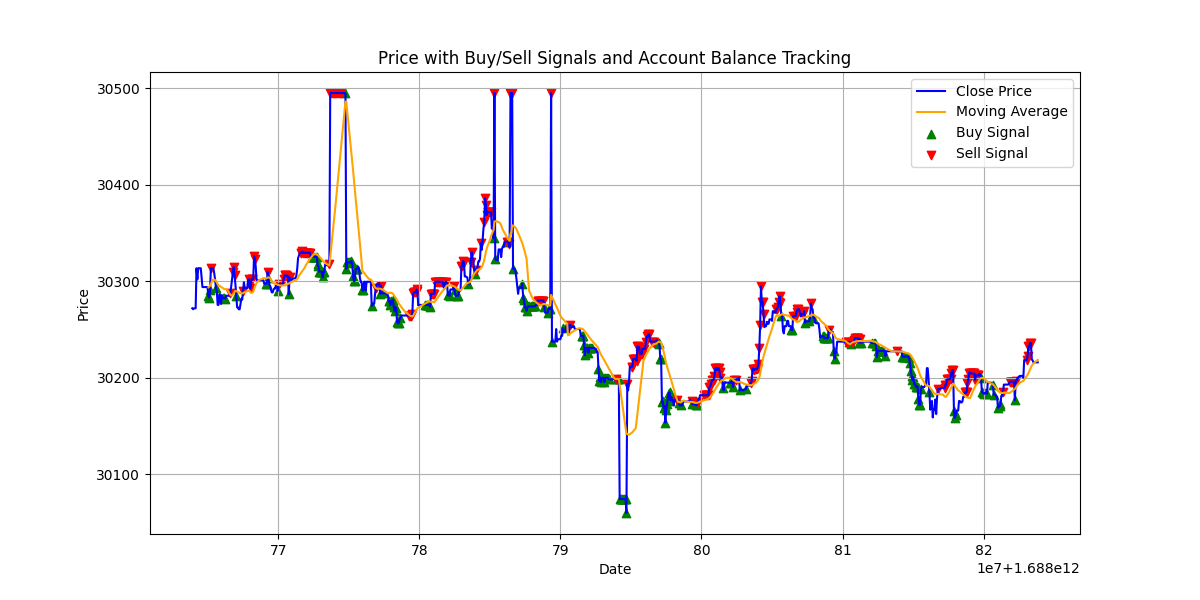 Price with Buy/Sell Signals and Account Balance Tracking
30500
30400
30300
30200
30100
Price
Close Price
Moving Average
Buy Signal
Sell Signal
77
78
79
80
81
82
1e7+1.688e12
Date